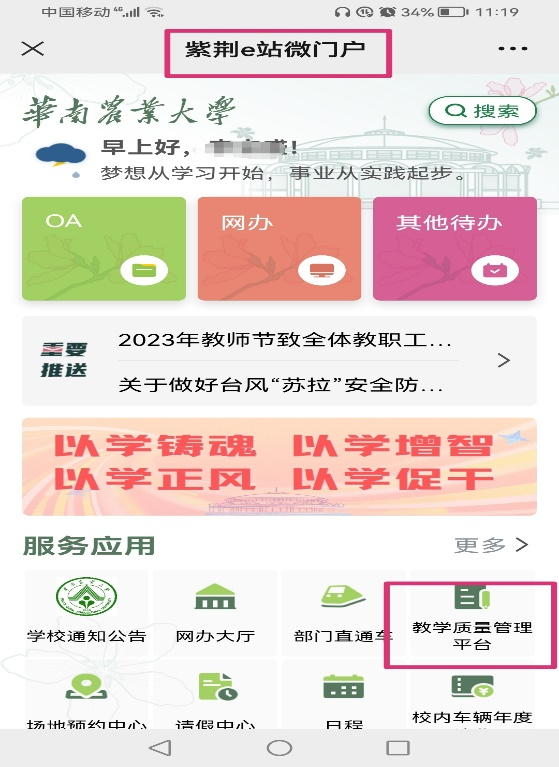 中国移动 46 34% 11:19
紫荆e站微门户
華南農業大學
搜索
早上好，
梦想从学习开始，事业从实践起步。
OA
网办
其他待办
重要
推送
2023年教师节致全体教职工...
关于做好台风“苏拉”安全防...
以学铸魂 以学增智
以学正风 以学促干
服务应用
更多
学校通知公告
网办大厅
部门直通车
教学质量管理
平台
场地预约中心
请假中心
日程
校内车辆年度